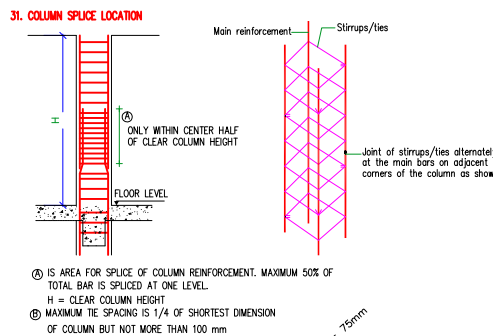 31. COLUMN SPLICE LOCATION
Main reinforcement
Stirrups/ties
H
A
ONLY WITHIN CENTER HALF
OF CLEAR COLUMN HEIGHT
Joint of stirrups/ties alternatel
at the main bars on adjacent
corners of the column as show
FLOOR LEVEL
A IS AREA FOR SPLICE OF COLUMN REINFORCEMENT. MAXIMUM 50% OF
TOTAL BAR IS SPLICED AT ONE LEVEL.
H = CLEAR COLUMN HEIGHT
B MAXIMUM TIE SPACING IS 1/4 OF SHORTEST DIMENSION
OF COLUMN BUT NOT MORE THAN 100 mm
75mm